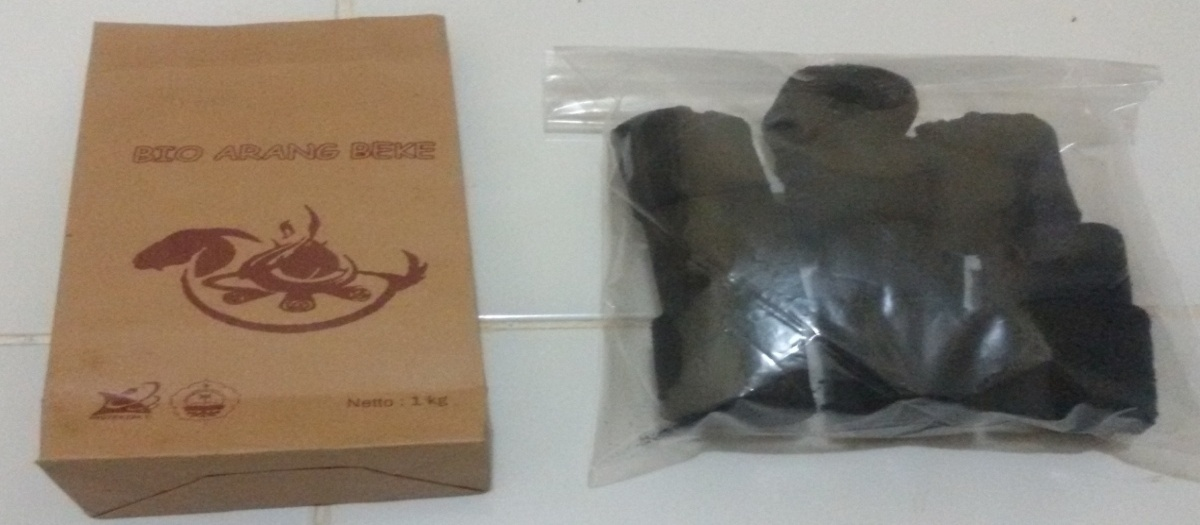 BIO ARANG BEKE
Netto : 1 kg